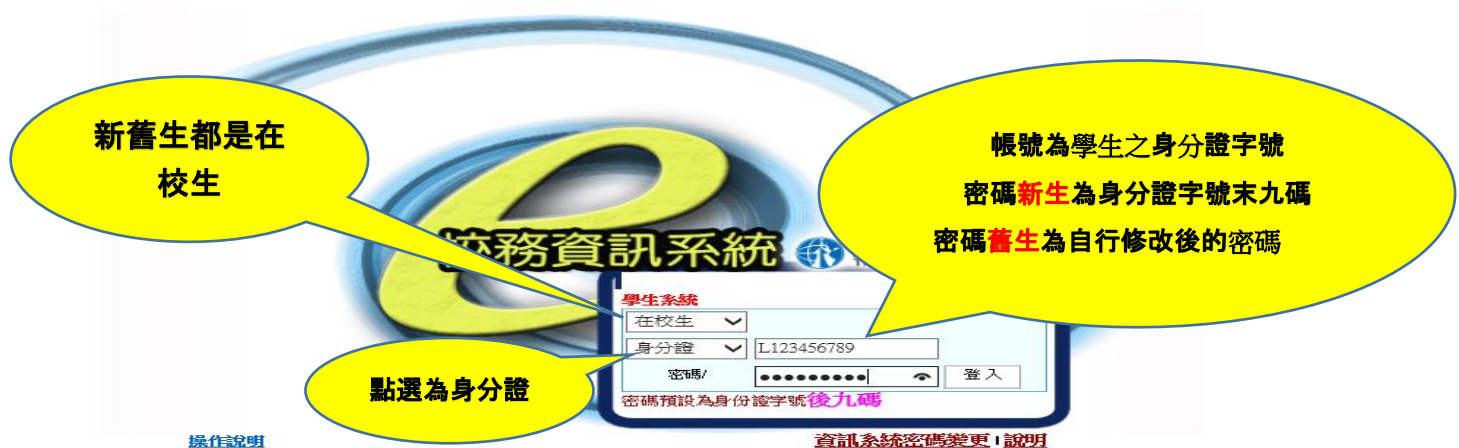 新舊生都是在
校生
帳號為學生之身分證字號
密碼新生為身分證字號末九碼
密碼舊生為自行修改後的密碼
校務資訊系統
學生系統
在校生
身分證 L123456789
密碼/ ●●●●●●●●● 登入
密碼預設為身份證字號後九碼
點選為身分證
操作說明
資訊系統密碼變更 | 說明